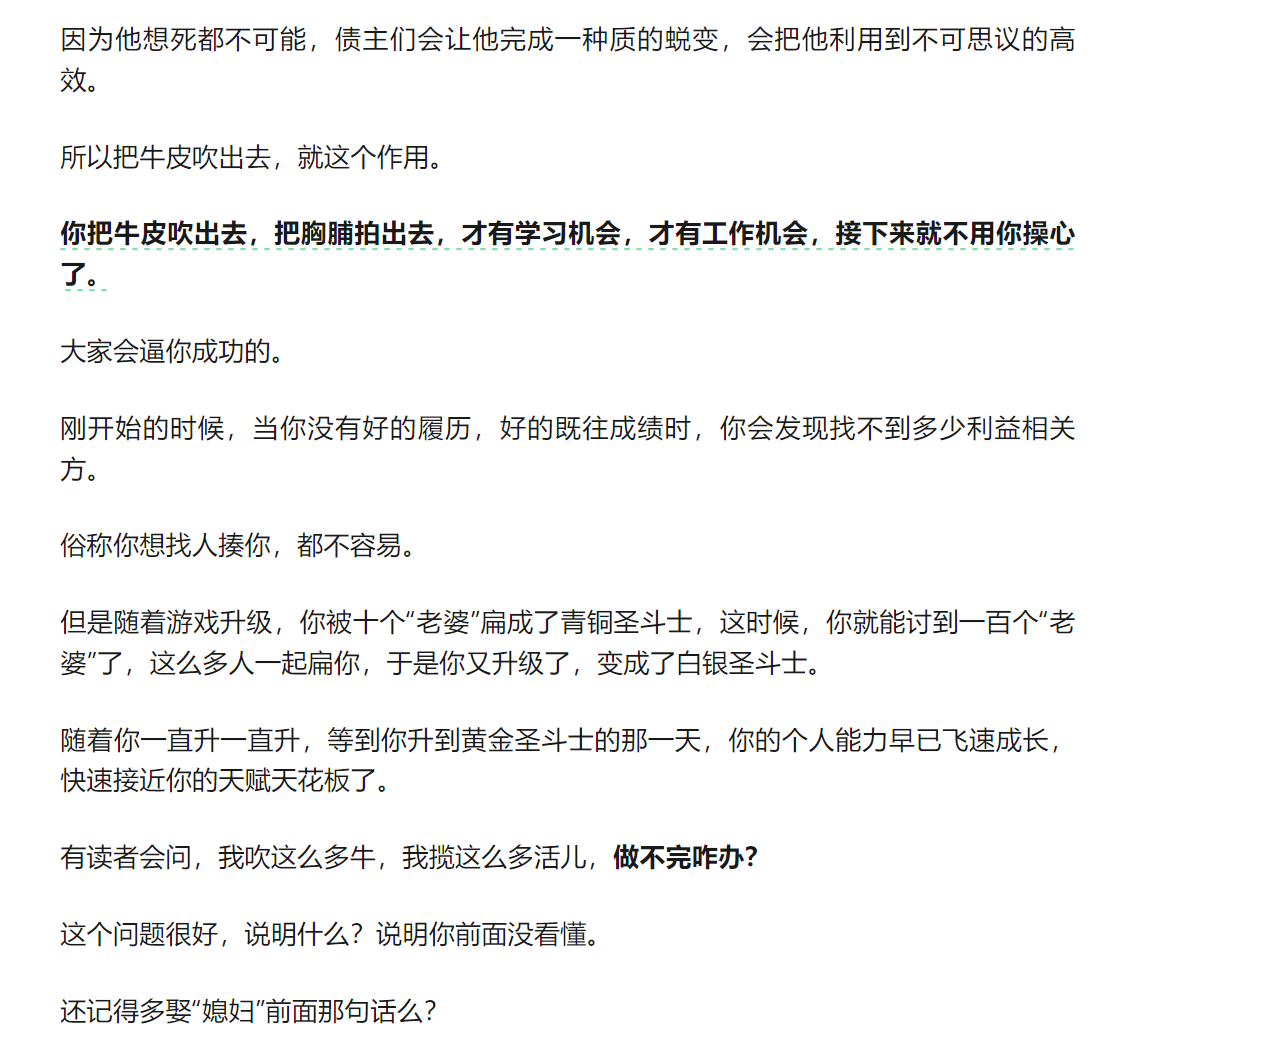 因为他想死都不可能，债主们会让他完成一种质的蜕变，会把他利用到不可思议的高
效。
所以把牛皮吹出去，就这个作用。
你把牛皮吹出去，把胸脯拍出去，才有学习机会，才有工作机会，接下来就不用你操心
了。
大家会逼你成功的。
刚开始的时候，当你没有好的履历，好的既往成绩时，你会发现找不到多少利益相关
方。
俗称你想找人揍你，都不容易。
但是随着游戏升级，你被十个“老婆”扁成了青铜圣斗士，这时候，你就能讨到一百个“老
婆”了，这么多人一起扁你，于是你又升级了，变成了白银圣斗士。
随着你一直升一直升，等到你升到黄金圣斗士的那一天，你的个人能力早已飞速成长，
快速接近你的天赋天花板了。
有读者会问，我吹这么多牛，我揽这么多活儿，做不完咋办？
这个问题很好，说明什么？说明你前面没看懂。
还记得多娶“媳妇”前面那句话么？